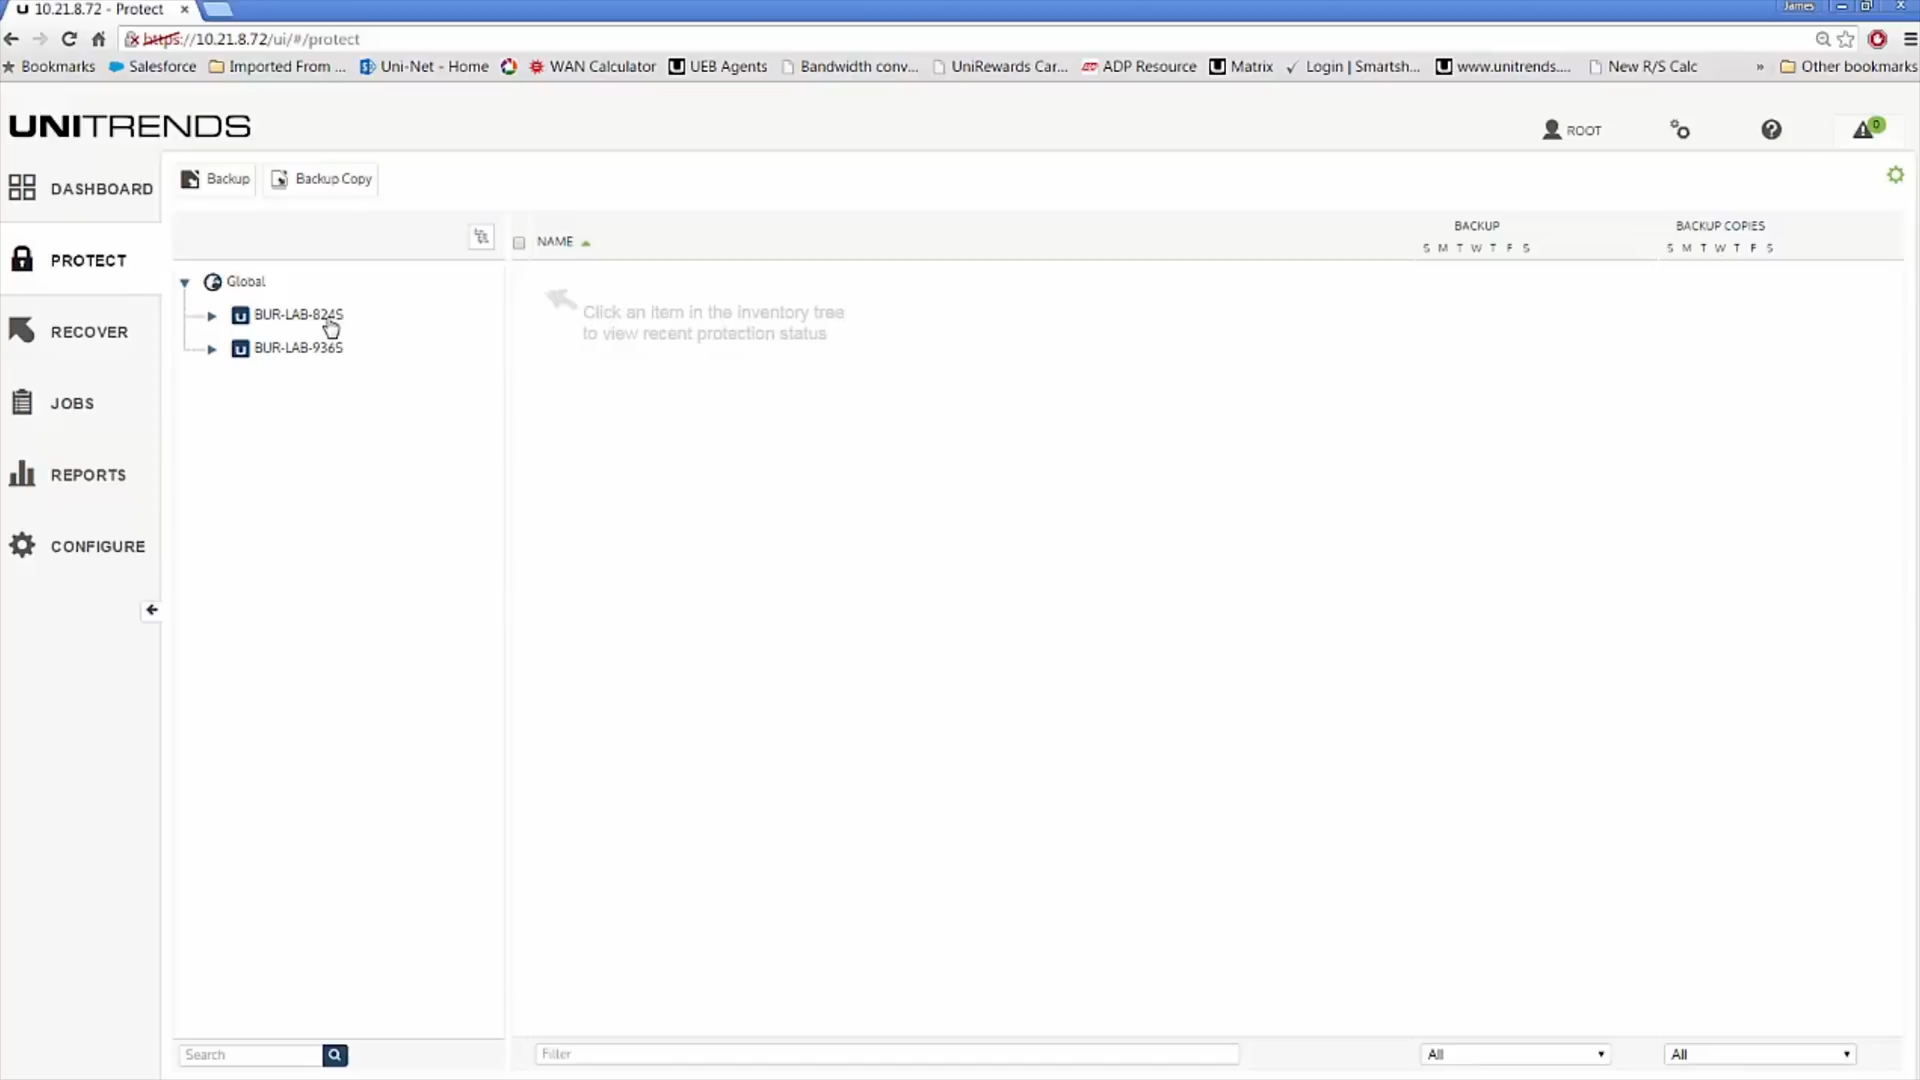 10.21.8.72 - Protect
James
https://10.21.8.72/ui/#/protect
Bookmarks Salesforce Imported From ... Uni-Net - Home WAN Calculator UEB Agents Bandwidth conv... UniRewards Car... ADP Resource Matrix Login | Smartsh... www.unitrends.... New R/S Calc » Other bookmarks
UNITRENDS
ROOT
0
DASHBOARD
PROTECT
RECOVER
JOBS
REPORTS
CONFIGURE
Backup Backup Copy
NAME
BACKUP
S M T W T F S
BACKUP COPIES
S M T W T F S
Global
BUR-LAB-824S
BUR-LAB-936S
Click an item in the inventory tree
to view recent protection status
Search
Filter
All
All